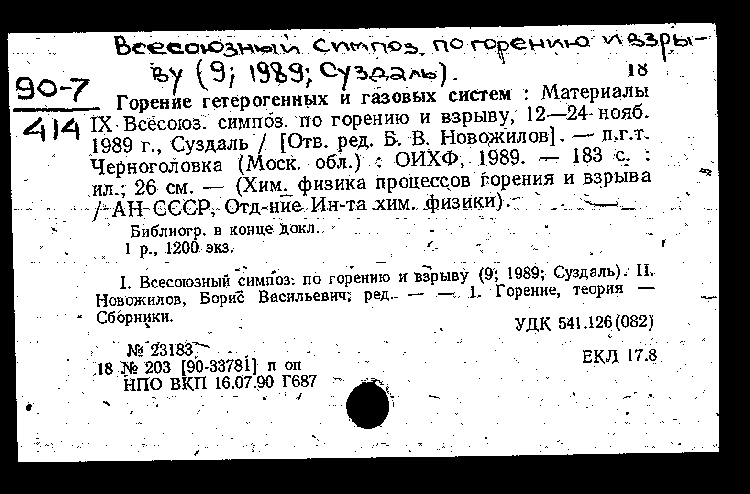 Всесоюзный симпоз. по горению и взры-
ву (9; 1989; Суздаль).
18
90-7
414
Горение гетерогенных и газовых систем : Материалы
IX Всесоюз. симпоз. по горению и взрыву, 12—24 нояб.
1989 г., Суздаль / [Отв. ред. Б. В. Новожилов]. — п.г.т.
Черноголовка (Моск. обл.) : ОИХФ, 1989. — 183 с. :
ил.; 26 см. — (Хим. физика процессов горения и взрыва
/ АН СССР, Отд-ние Ин-та хим. физики).
Библиогр. в конце докл.
1 р., 1200 экз.
I. Всесоюзный симпоз. по горению и взрыву (9; 1989; Суздаль). II.
Новожилов, Борис Васильевич; ред. — — 1. Горение, теория —
Сборники.
УДК 541.126(082)
№ 23183
18 № 203 [90-33781] п оп
НПО ВКП 16.07.90 Г687
ЕКЛ 17.8